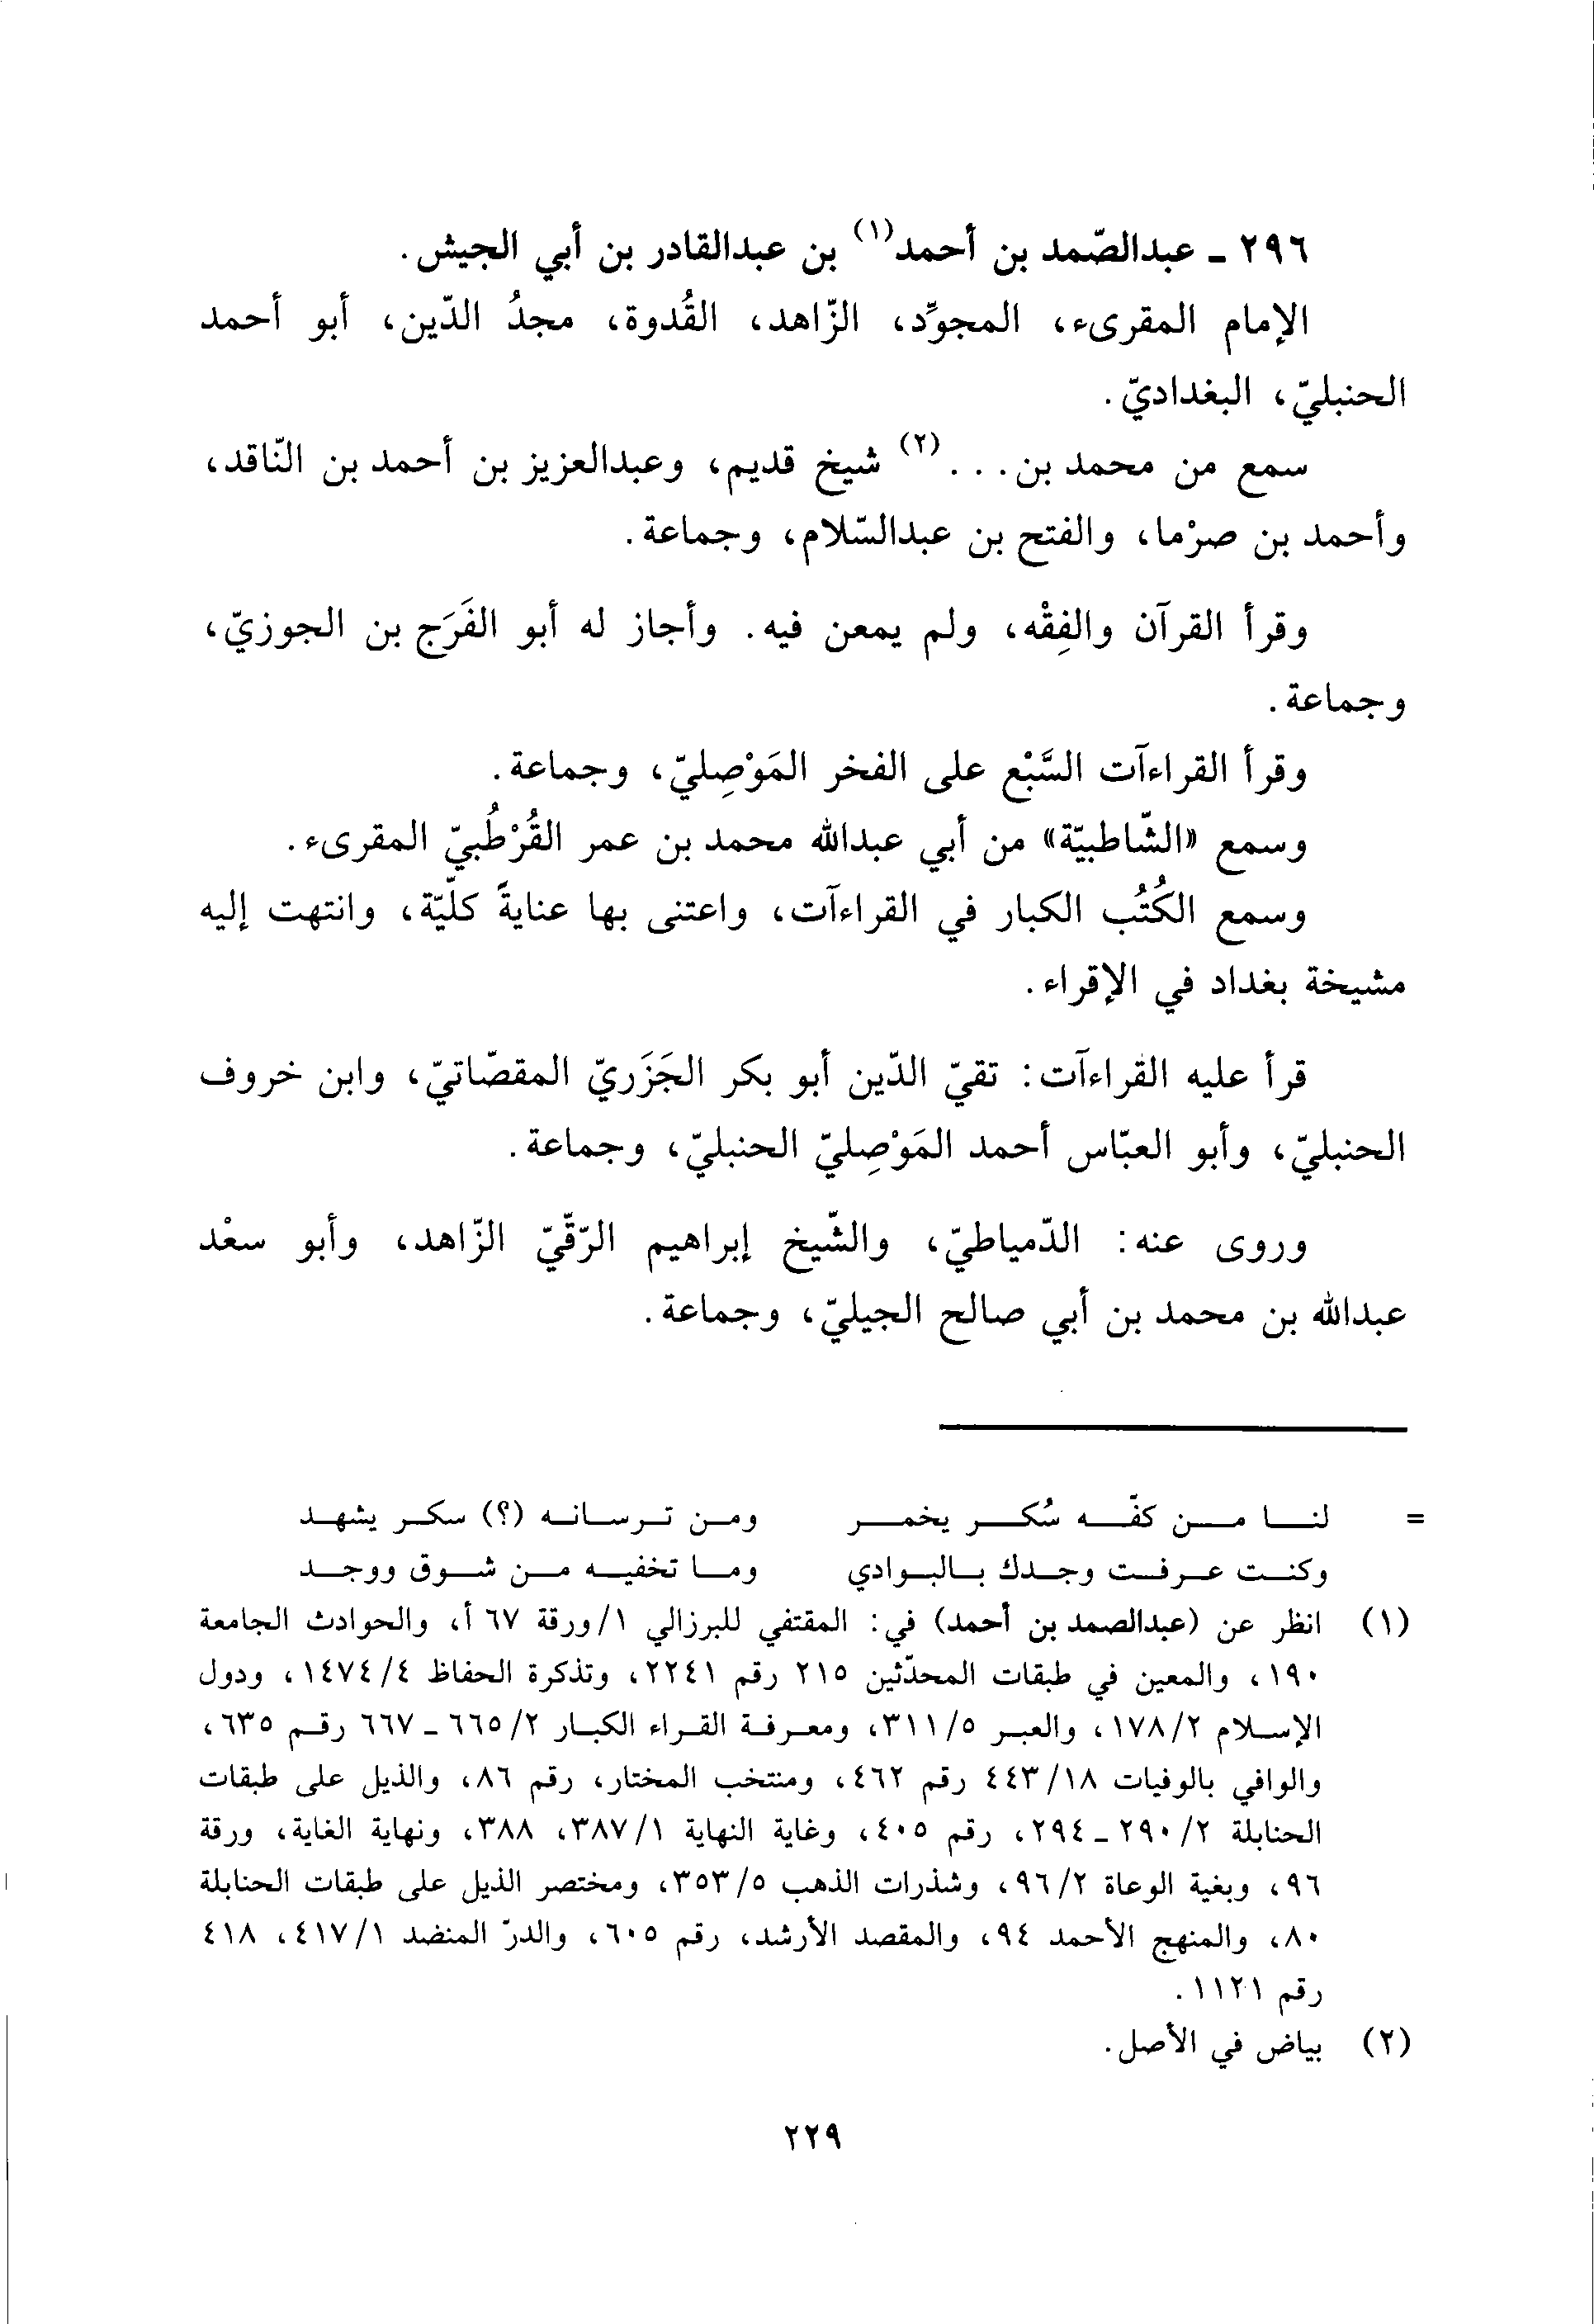 ٢٩٦ ـ عبدالصّمد بن أحمد(١) بن عبدالقادر بن أبي الجيش.
الإمام المقرىء، المجوِّد، الزّاهد، القُدوة، مجدُ الدّين، أبو أحمد
الحنبليّ، البغداديّ.
سمع من محمد بن. . .(٢) شيخ قديم، وعبدالعزيز بن أحمد بن النّاقد،
وأحمد بن صرْما، والفتح بن عبدالسّلام، وجماعة.
وقرأ القرآن والفِقْه، ولم يمعن فيه. وأجاز له أبو الفَرَج بن الجوزيّ،
وجماعة.
وقرأ القراءآت السَّبْع على الفخر المَوْصِليّ، وجماعة.
وسمع «الشّاطبيّة» من أبي عبدالله محمد بن عمر القُرْطُبيّ المقرىء.
وسمع الكُتُب الكبار في القراءآت، واعتنى بها عنايةً كلّيّة، وانتهت إليه
مشيخة بغداد في الإقراء.
قرأ عليه القراءآت: تقيّ الدّين أبو بكر الجَزَريّ المقصّاتيّ، وابن خروف
الحنبليّ، وأبو العبّاس أحمد المَوْصِليّ الحنبليّ، وجماعة.
وروى عنه: الدّمياطيّ، والشّيخ إبراهيم الرّقّيّ الزّاهد، وأبو سعْد
عبدالله بن محمد بن أبي صالح الجيليّ، وجماعة.
= لنا من كفّه سُكر يخمر ومن ترسانه (؟) سكر يشهد
وكنت عرفت وجدك بالبوادي وما تخفيه من شوق ووجد
(١) انظر عن (عبدالصمد بن أحمد) في: المقتفي للبرزالي ١/ورقة ٦٧ أ، والحوادث الجامعة
١٩٠، والمعين في طبقات المحدّثين ٢١٥ رقم ٢٢٤١، وتذكرة الحفاظ ١٤٧٤/٤، ودول
الإسلام ١٧٨/٢، والعبر ٣١١/٥، ومعرفة القراء الكبار ٦٦٥/٢ ـ ٦٦٧ رقم ٦٣٥،
والوافي بالوفيات ٤٤٣/١٨ رقم ٤٦٢، ومنتخب المختار، رقم ٨٦، والذيل على طبقات
الحنابلة ٢٩٠/٢ ـ ٢٩٤، رقم ٤٠٥، وغاية النهاية ٣٨٧/١، ٣٨٨، ونهاية الغاية، ورقة
٩٦، وبغية الوعاة ٩٦/٢، وشذرات الذهب ٣٥٣/٥، ومختصر الذيل على طبقات الحنابلة
٨٠، والمنهج الأحمد ٩٤، والمقصد الأرشد، رقم ٦٠٥، والدرّ المنضد ٤١٧/١، ٤١٨
رقم ١١٢١.
(٢) بياض في الأصل.
٢٢٩